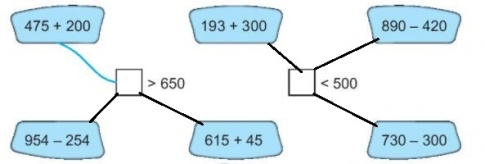 475 + 200
193 + 300
890 – 420
> 650
< 500
954 – 254
615 + 45
730 – 300